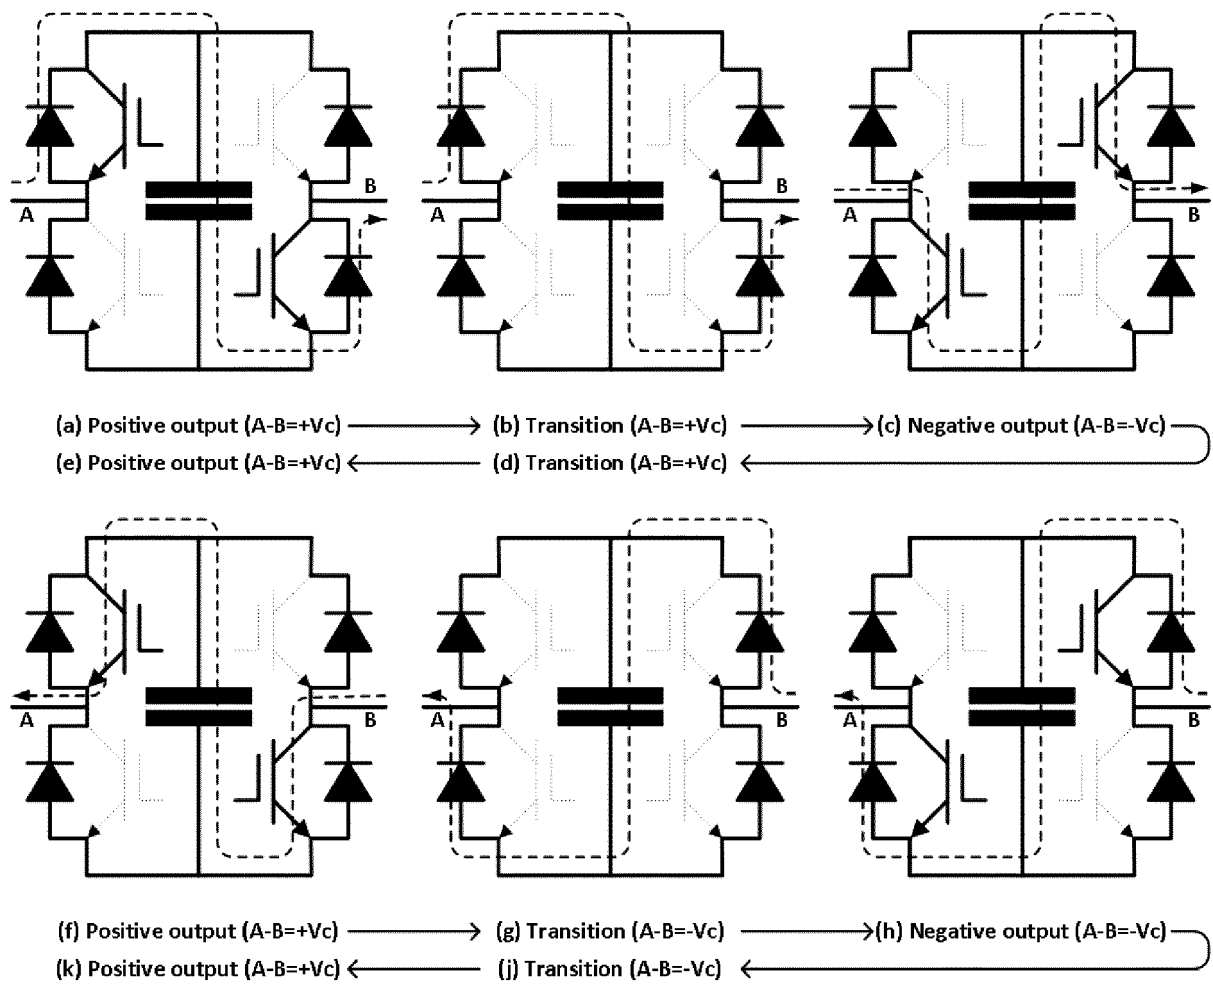 B B
A A A B
(a) Positive output (A-B=+Vc) (b) Transition (A-B=+Vc) (c) Negative output (A-B=-Vc)
(e) Positive output (A-B=+Vc) (d) Transition (A-B=+Vc)
A B A B A B
(f) Positive output (A-B=+Vc) (g) Transition (A-B=-Vc) (h) Negative output (A-B=-Vc)
(k) Positive output (A-B=+Vc) (j) Transition (A-B=-Vc)